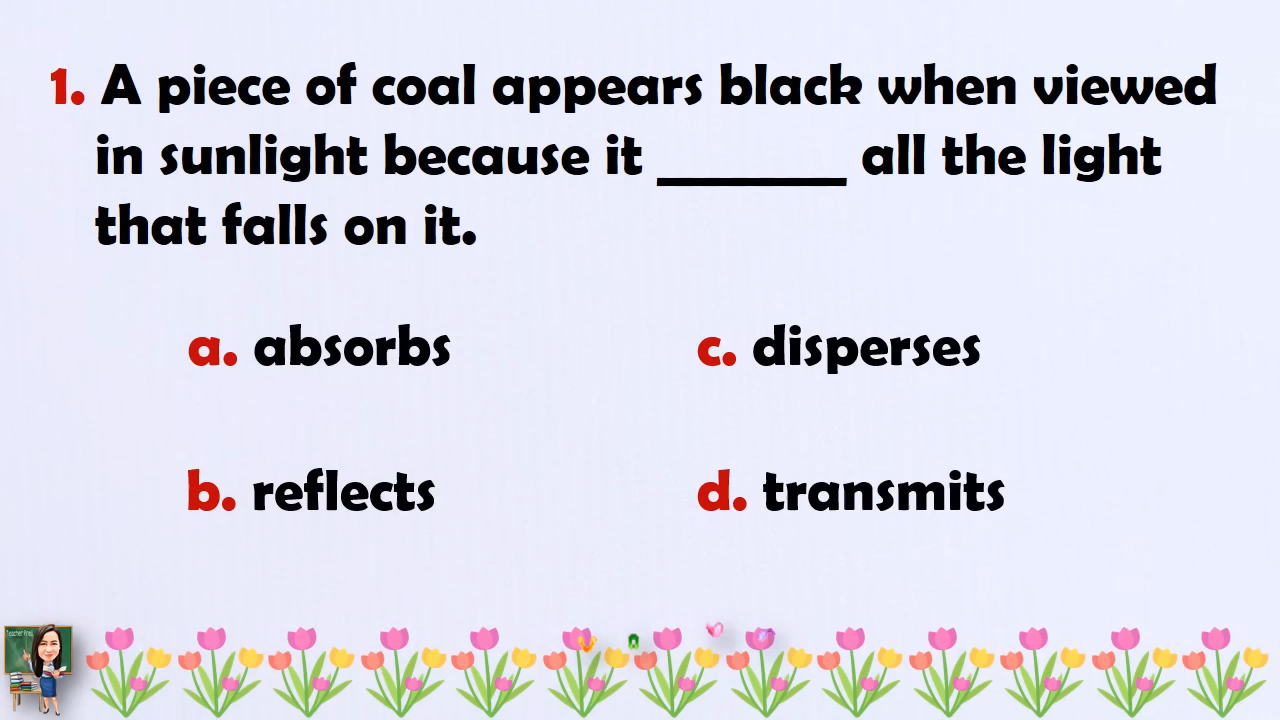 1. A piece of coal appears black when viewed
in sunlight because it _______ all the light
that falls on it.
a. absorbs
c. disperses
b. reflects
d. transmits